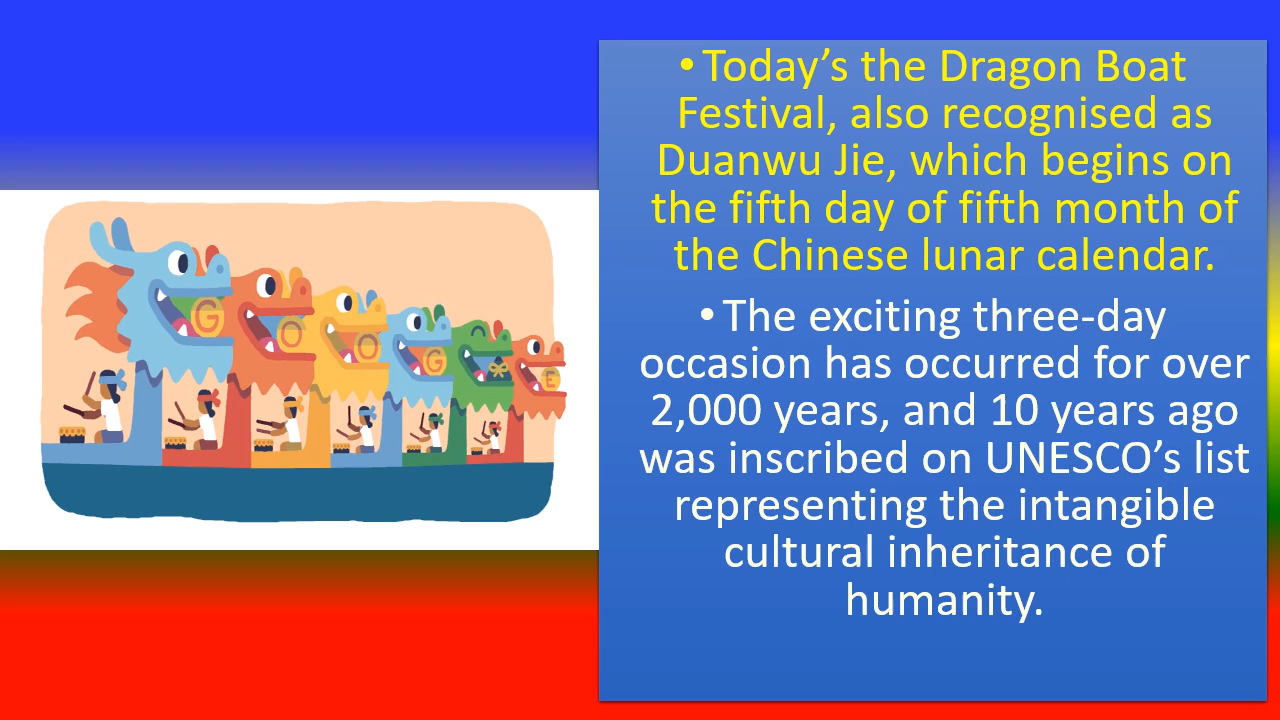 G O O G E
• Today’s the Dragon Boat
Festival, also recognised as
Duanwu Jie, which begins on
the fifth day of fifth month of
the Chinese lunar calendar.
• The exciting three-day
occasion has occurred for over
2,000 years, and 10 years ago
was inscribed on UNESCO’s list
representing the intangible
cultural inheritance of
humanity.